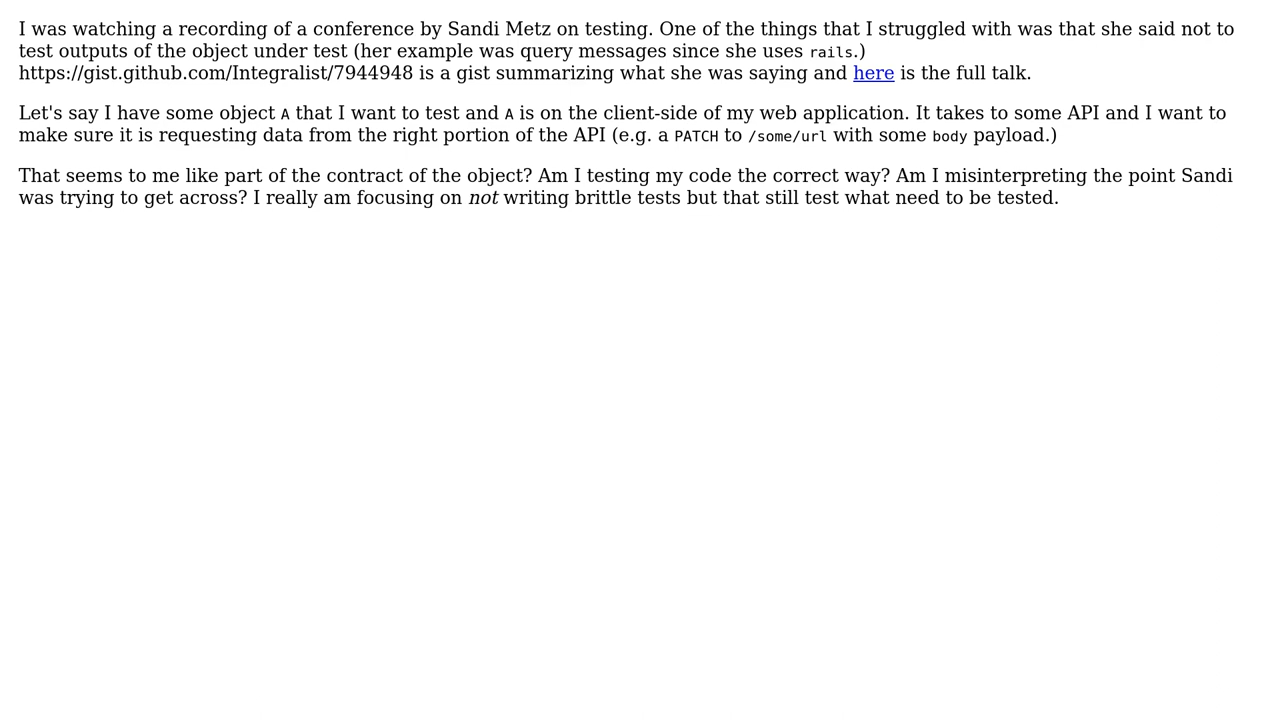 I was watching a recording of a conference by Sandi Metz on testing. One of the things that I struggled with was that she said not to
test outputs of the object under test (her example was query messages since she uses rails.)
https://gist.github.com/Integralist/7944948 is a gist summarizing what she was saying and here is the full talk.
Let's say I have some object A that I want to test and A is on the client-side of my web application. It takes to some API and I want to
make sure it is requesting data from the right portion of the API (e.g. a PATCH to /some/url with some body payload.)
That seems to me like part of the contract of the object? Am I testing my code the correct way? Am I misinterpreting the point Sandi
was trying to get across? I really am focusing on not writing brittle tests but that still test what need to be tested.